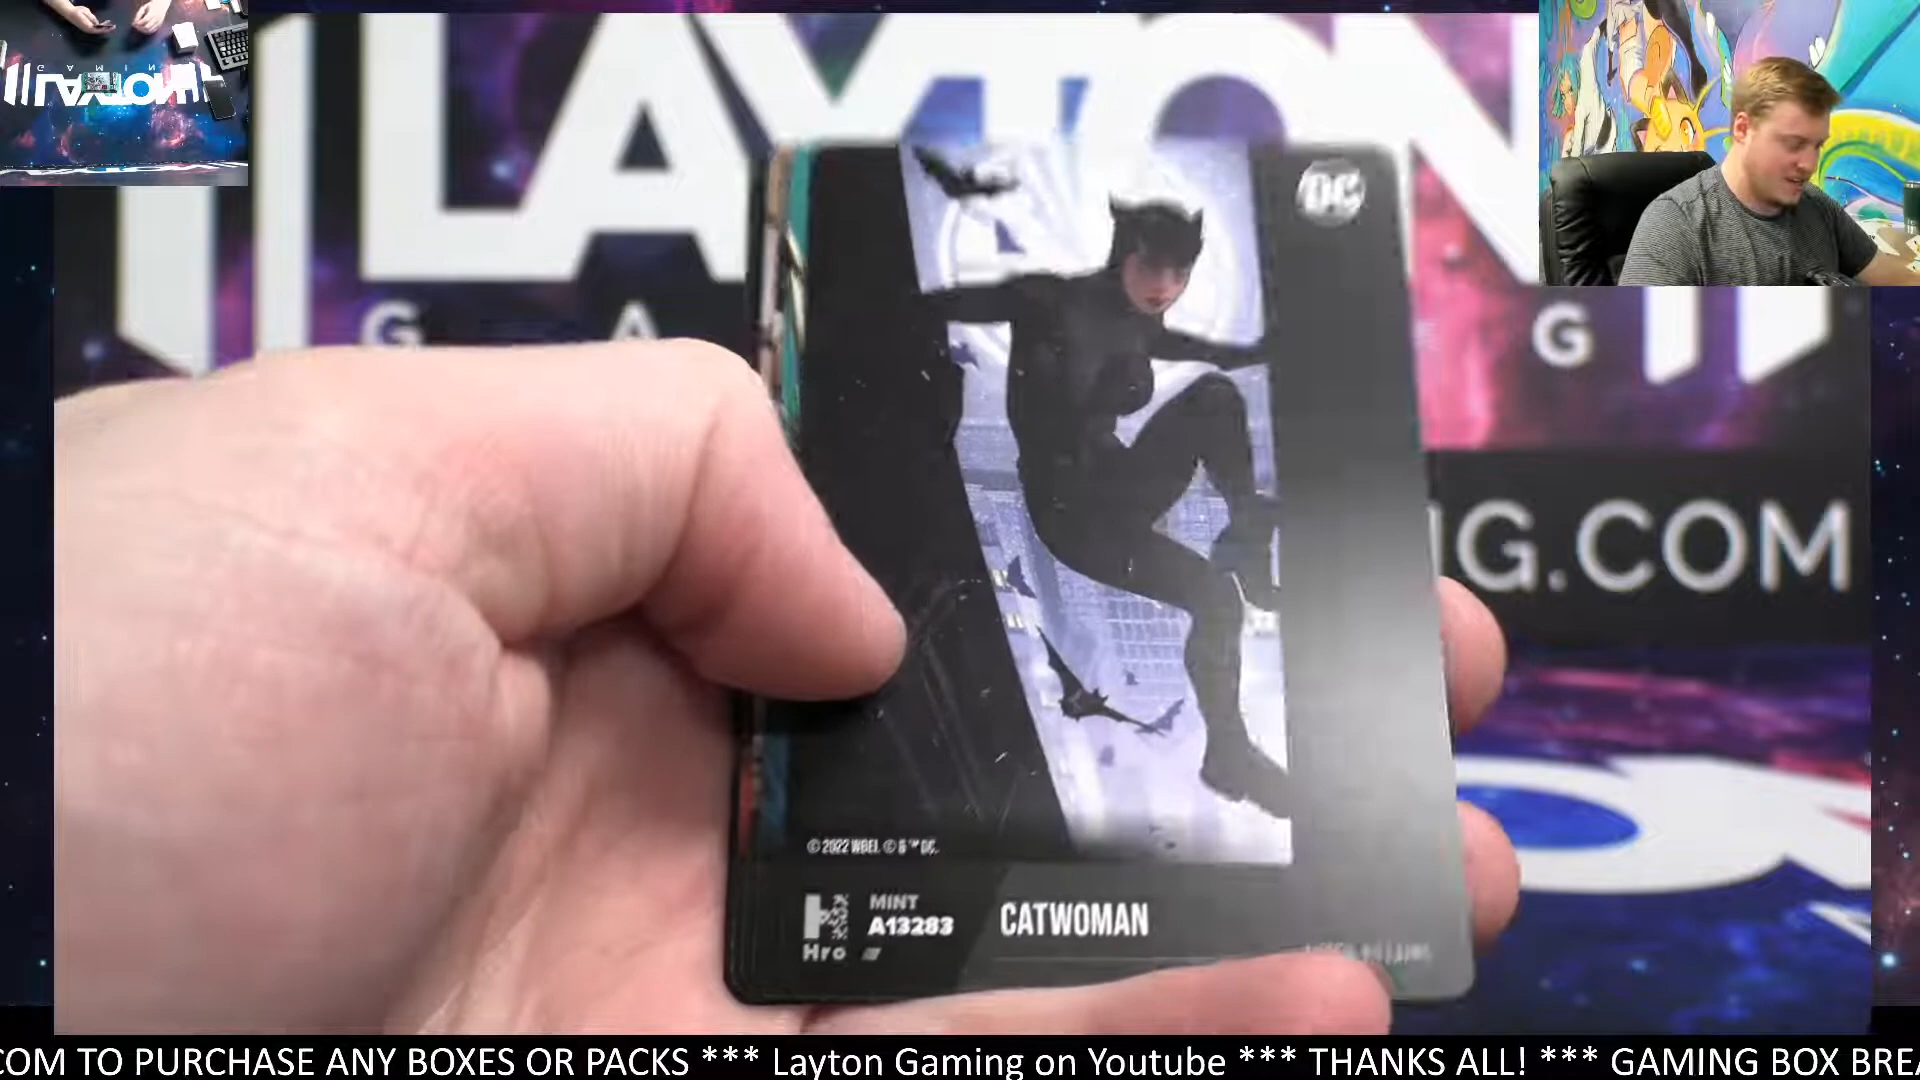 LAYTON
G A
G
NG.COM
DC
© 2022 WBEI. © & ™ DC.
MINT
A13283
CATWOMAN
Hro
COM TO PURCHASE ANY BOXES OR PACKS *** Layton Gaming on Youtube *** THANKS ALL! *** GAMING BOX BREA